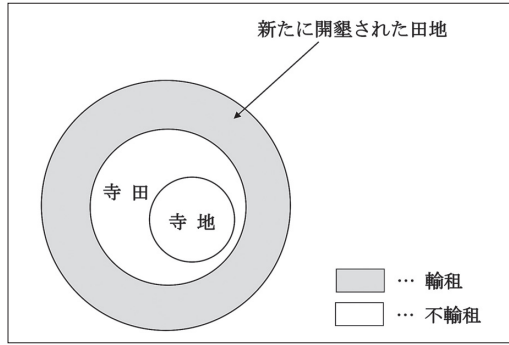 新たに開墾された田地
寺 田
寺 地
… 輸租
… 不輸租